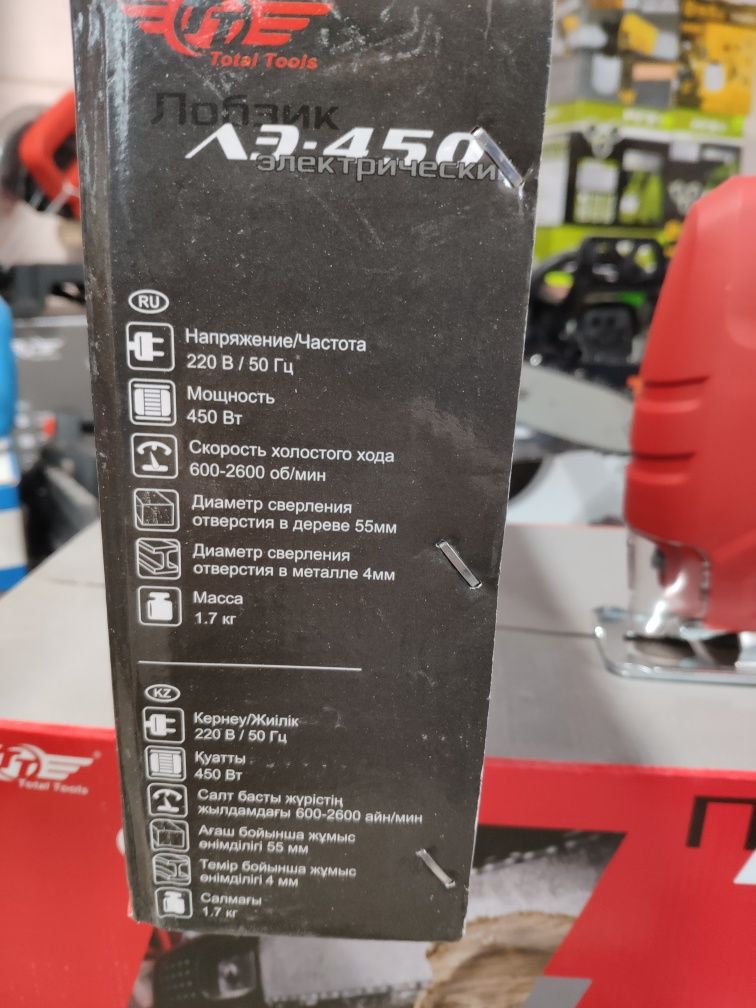 Total Tools
Лобзик
ЛЭ-450
электрический
RU
Напряжение/Частота
220 В / 50 Гц
Мощность
450 Вт
Скорость холостого хода
600-2600 об/мин
Диаметр сверления
отверстия в дереве 55мм
Диаметр сверления
отверстия в металле 4мм
Масса
1.7 кг
KZ
Кернеу/Жиілік
220 В / 50 Гц
Қуатты
450 Вт
Салт басты жүрістің
жылдамдағы 600-2600 айн/мин
Ағаш бойынша жұмыс
өнімділігі 55 мм
Темір бойынша жұмыс
өнімділігі 4 мм
Салмағы
1.7 кг
Total Tools